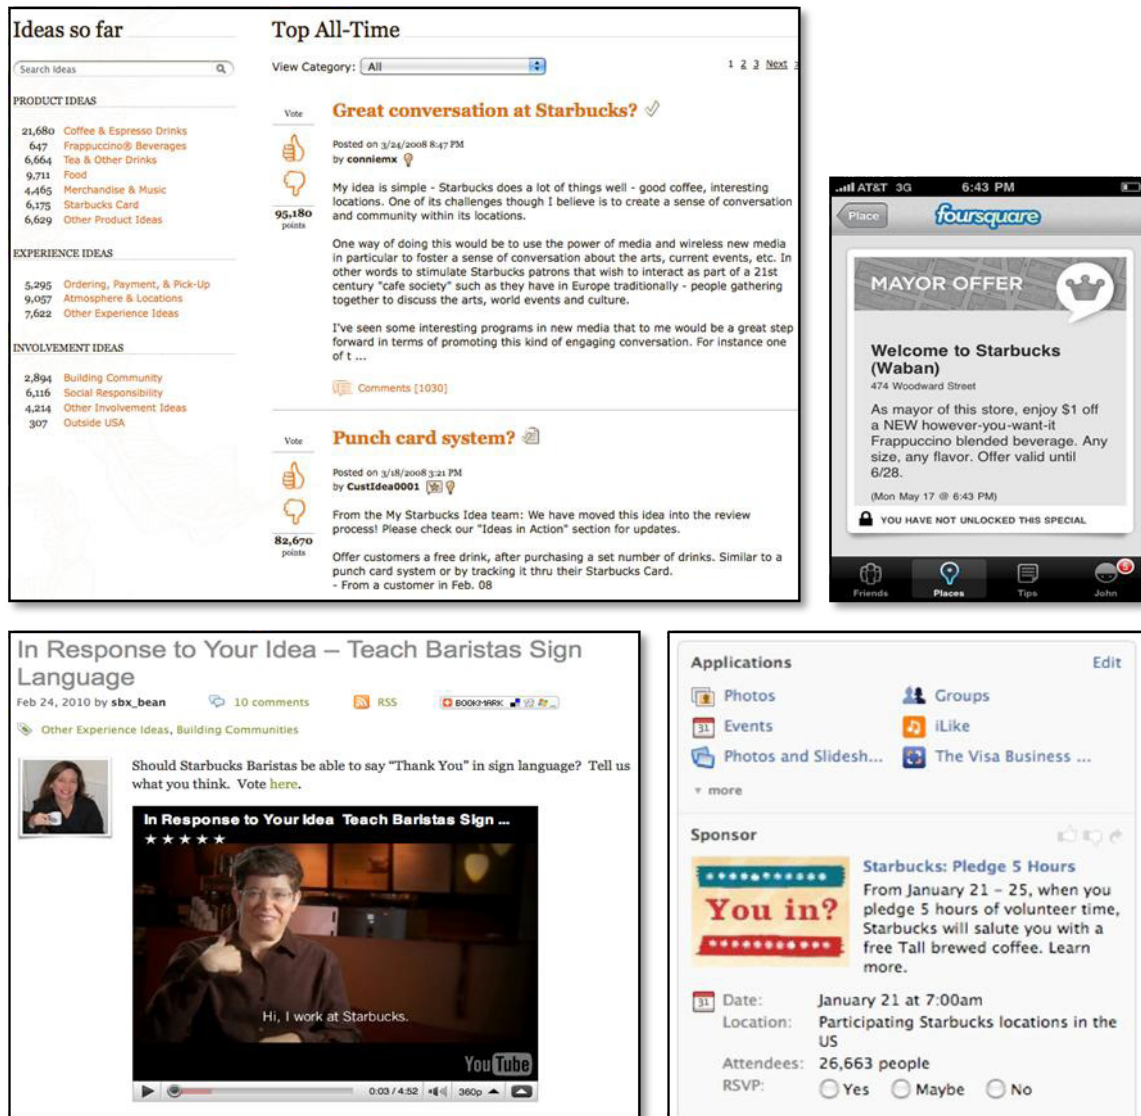 Ideas so far
Search Ideas
PRODUCT IDEAS
21,680 Coffee & Espresso Drinks
647 Frappuccino® Beverages
6,664 Tea & Other Drinks
9,711 Food
4,465 Merchandise & Music
6,175 Starbucks Card
6,629 Other Product Ideas
EXPERIENCE IDEAS
5,295 Ordering, Payment, & Pick-Up
9,057 Atmosphere & Locations
7,622 Other Experience Ideas
INVOLVEMENT IDEAS
2,894 Building Community
6,116 Social Responsibility
4,214 Other Involvement Ideas
307 Outside USA
Top All-Time
View Category: All
1 2 3 Next
Vote
95,180
points
Great conversation at Starbucks?
Posted on 3/24/2008 8:47 PM
by conniemx
My idea is simple - Starbucks does a lot of things well - good coffee, interesting
locations. One of its challenges though I believe is to create a sense of conversation
and community within its locations.
One way of doing this would be to use the power of media and wireless new media
in particular to foster a sense of conversation about the arts, current events, etc. In
other words to stimulate Starbucks patrons that wish to interact as part of a 21st
century "cafe society" such as they have in Europe traditionally - people gathering
together to discuss the arts, world events and culture.
I've seen some interesting programs in new media that to me would be a great step
forward in terms of promoting this kind of engaging conversation. For instance one
of t ...
Comments [1030]
Vote
82,670
points
Punch card system?
Posted on 3/18/2008 3:21 PM
by CustIdea0001
From the My Starbucks Idea team: We have moved this idea into the review
process! Please check our "Ideas in Action" section for updates.
Offer customers a free drink, after purchasing a set number of drinks. Similar to a
punch card system or by tracking it thru their Starbucks Card.
- From a customer in Feb. 08
AT&T 3G 6:43 PM
Place
foursquare
MAYOR OFFER
Welcome to Starbucks
(Waban)
474 Woodward Street
As mayor of this store, enjoy $1 off
a NEW however-you-want-it
Frappuccino blended beverage. Any
size, any flavor. Offer valid until
6/28.
(Mon May 17 @ 6:43 PM)
YOU HAVE NOT UNLOCKED THIS SPECIAL
Friends Places Tips John 5
In Response to Your Idea – Teach Baristas Sign
Language
Feb 24, 2010 by sbx_bean 10 comments RSS BOOKMARK
Other Experience Ideas, Building Communities
Should Starbucks Baristas be able to say “Thank You” in sign language? Tell us
what you think. Vote here.
In Response to Your Idea Teach Baristas Sign ...
Hi, I work at Starbucks.
YouTube
0:03 / 4:52 360p
Applications Edit
Photos Groups
31 Events iLike
Photos and Slidesh... The Visa Business ...
more
Sponsor
You in?
Starbucks: Pledge 5 Hours
From January 21 – 25, when you
pledge 5 hours of volunteer time,
Starbucks will salute you with a
free Tall brewed coffee. Learn
more.
31 Date: January 21 at 7:00am
Location: Participating Starbucks locations in the
US
Attendees: 26,663 people
RSVP: Yes Maybe No